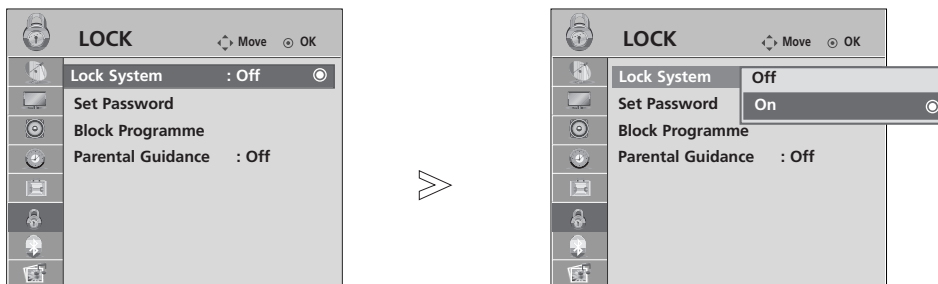 LOCK
Move OK
Lock System : Off
Set Password
Block Programme
Parental Guidance : Off
LOCK
Move OK
Lock System Off
Set Password On
Block Programme
Parental Guidance : Off